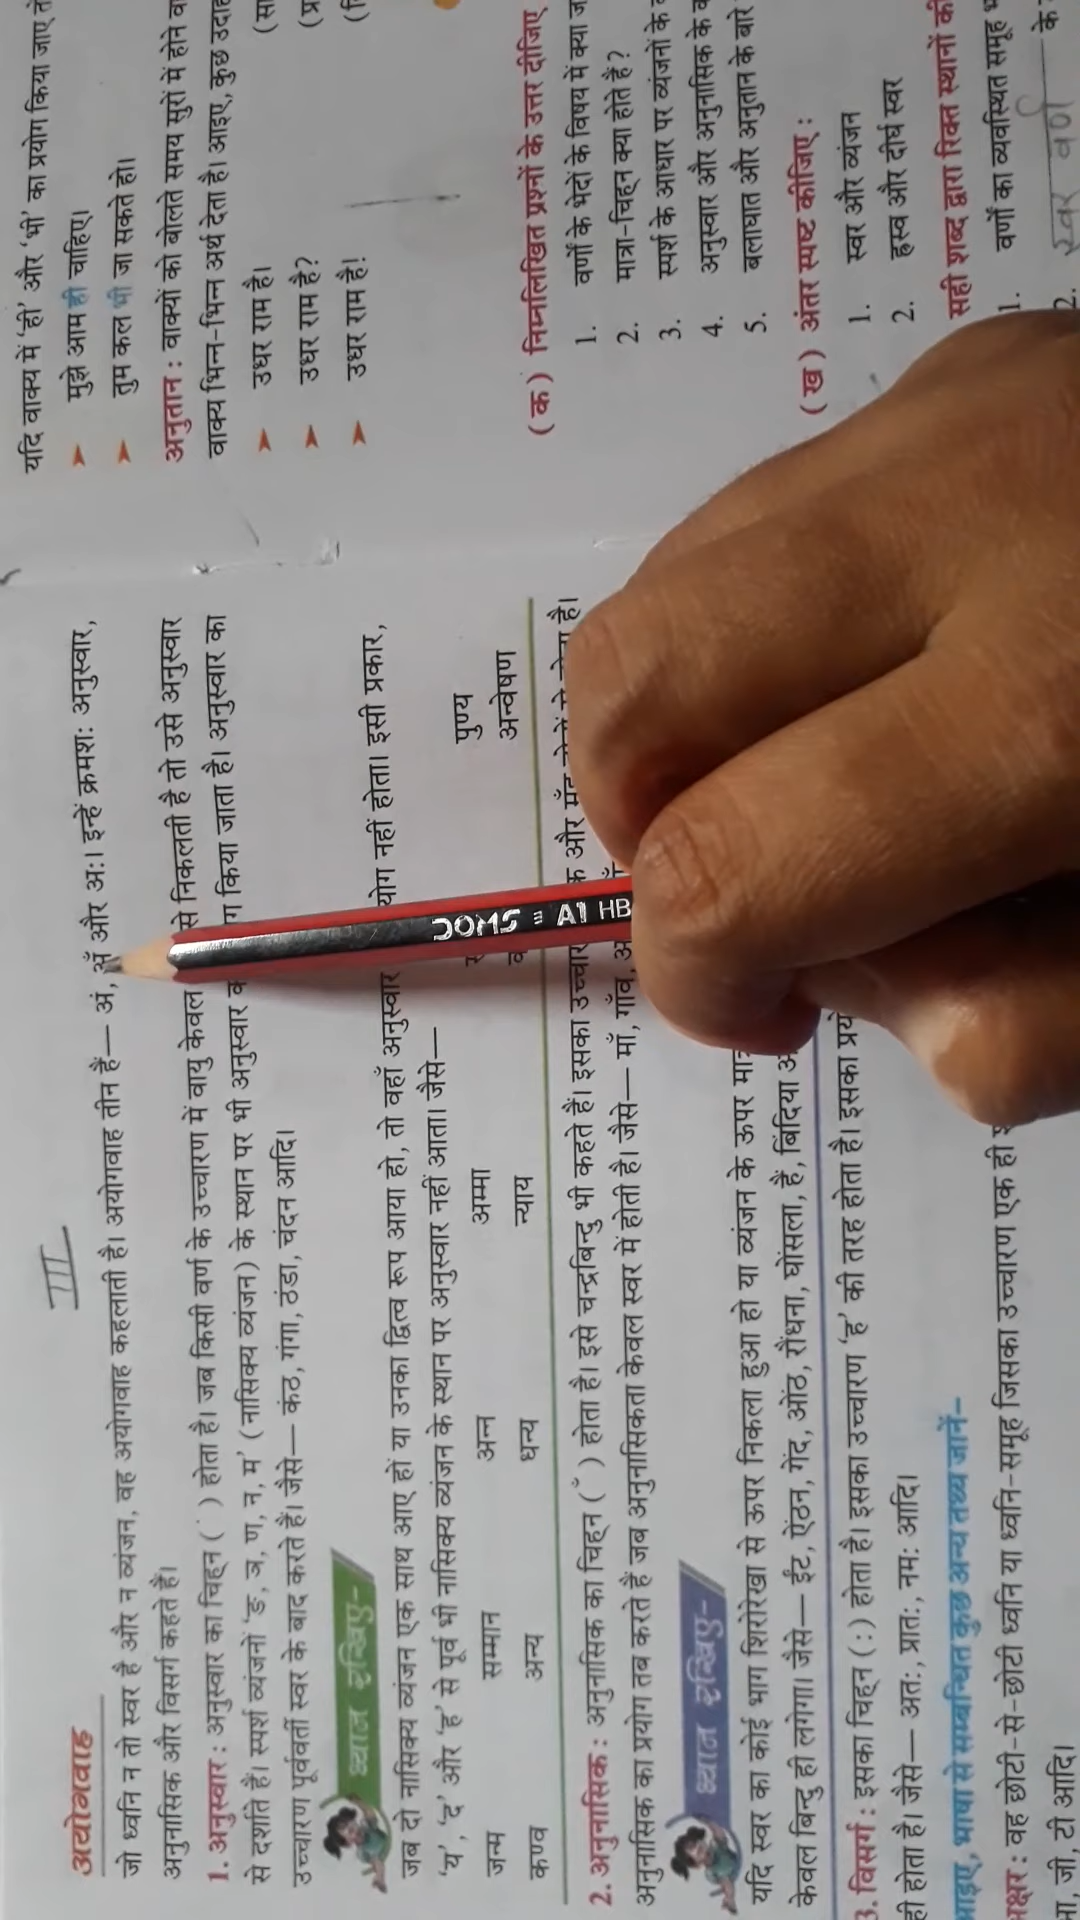 III
अयोगवाह
जो ध्वनि न तो स्वर है और न व्यंजन, वह अयोगवाह कहलाती है। अयोगवाह तीन हैं— अं, अँ और अः। इन्हें क्रमशः अनुस्वार,
अनुनासिक और विसर्ग कहते हैं।
1. अनुस्वार : अनुस्वार का चिह्न ( ं ) होता है। जब किसी वर्ण के उच्चारण में वायु केवल से निकलती है तो उसे अनुस्वार
से दर्शाते हैं। स्पर्श व्यंजनों 'ङ, ञ, ण, न, म' (नासिक्य व्यंजन) के स्थान पर भी अनुस्वार किया जाता है। अनुस्वार का
उच्चारण पूर्ववर्ती स्वर के बाद करते हैं। जैसे— कंठ, गंगा, ठंडा, चंदन आदि।
ध्यान दीजिए-
जब दो नासिक्य व्यंजन एक साथ आए हों या उनका द्वित्व रूप आया हो, तो वहाँ अनुस्वार योग नहीं होता। इसी प्रकार,
'य', 'व' और 'ह' से पूर्व भी नासिक्य व्यंजन के स्थान पर अनुस्वार नहीं आता। जैसे—
जन्म सम्मान अन्न अम्मा पुण्य
कण्व अन्य धन्य न्याय अन्वेषण
2. अनुनासिक : अनुनासिक का चिह्न ( ँ ) होता है। इसे चन्द्रबिन्दु भी कहते हैं। इसका उच्चार और मुँह है।
अनुनासिक का प्रयोग तब करते हैं जब अनुनासिकता केवल स्वर में होती है। जैसे— माँ, गाँव,
ध्यान दीजिए-
यदि स्वर का कोई भाग शिरोरेखा से ऊपर निकला हुआ हो या व्यंजन के ऊपर
केवल बिन्दु ही लगेगा। जैसे— ईंट, ऐंठन, गेंद, ओंठ, रौंधना, घोंसला, हैं, बिंदिया
3. विसर्ग : इसका चिह्न (:) होता है। इसका उच्चारण 'ह' की तरह होता है। इसका
ही होता है। जैसे— अतः, प्रातः, नमः आदि।
आइए, भाषा से सम्बन्धित कुछ अन्य तथ्य जानें-
अक्षर : वह छोटी-से-छोटी ध्वनि या ध्वनि-समूह जिसका उच्चारण एक ही
आ, जी, टी आदि।
यदि वाक्य में 'ही' और 'भी' का प्रयोग किया जाए
मुझे आम ही चाहिए।
तुम कल भी जा सकते हो।
अनुतान : वाक्यों को बोलते समय सुरों में होने
वाक्य भिन्न-भिन्न अर्थ देता है। आइए, कुछ
उधर राम है।
उधर राम है?
उधर राम है!
(क) निम्नलिखित प्रश्नों के उत्तर दीजिए
1. वर्णों के भेदों के विषय में क्या
2. मात्रा-चिह्न क्या होते हैं?
3. स्पर्श के आधार पर व्यंजनों के
4. अनुस्वार और अनुनासिक के
5. बलाघात और अनुतान के बारे
(ख) अंतर स्पष्ट कीजिए :
1. स्वर और व्यंजन
2. ह्रस्व और दीर्घ स्वर
सही शब्द द्वारा रिक्त स्थानों की
1. वर्णों का व्यवस्थित समूह
2. स्वर वर्ण के
DOMS A1 HB